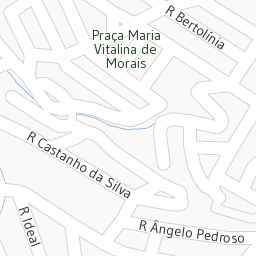 Praça Maria
Vitalina de
Morais
R Bertolínia
R Castanho da Silva
R Ideal
R Ângelo Pedroso